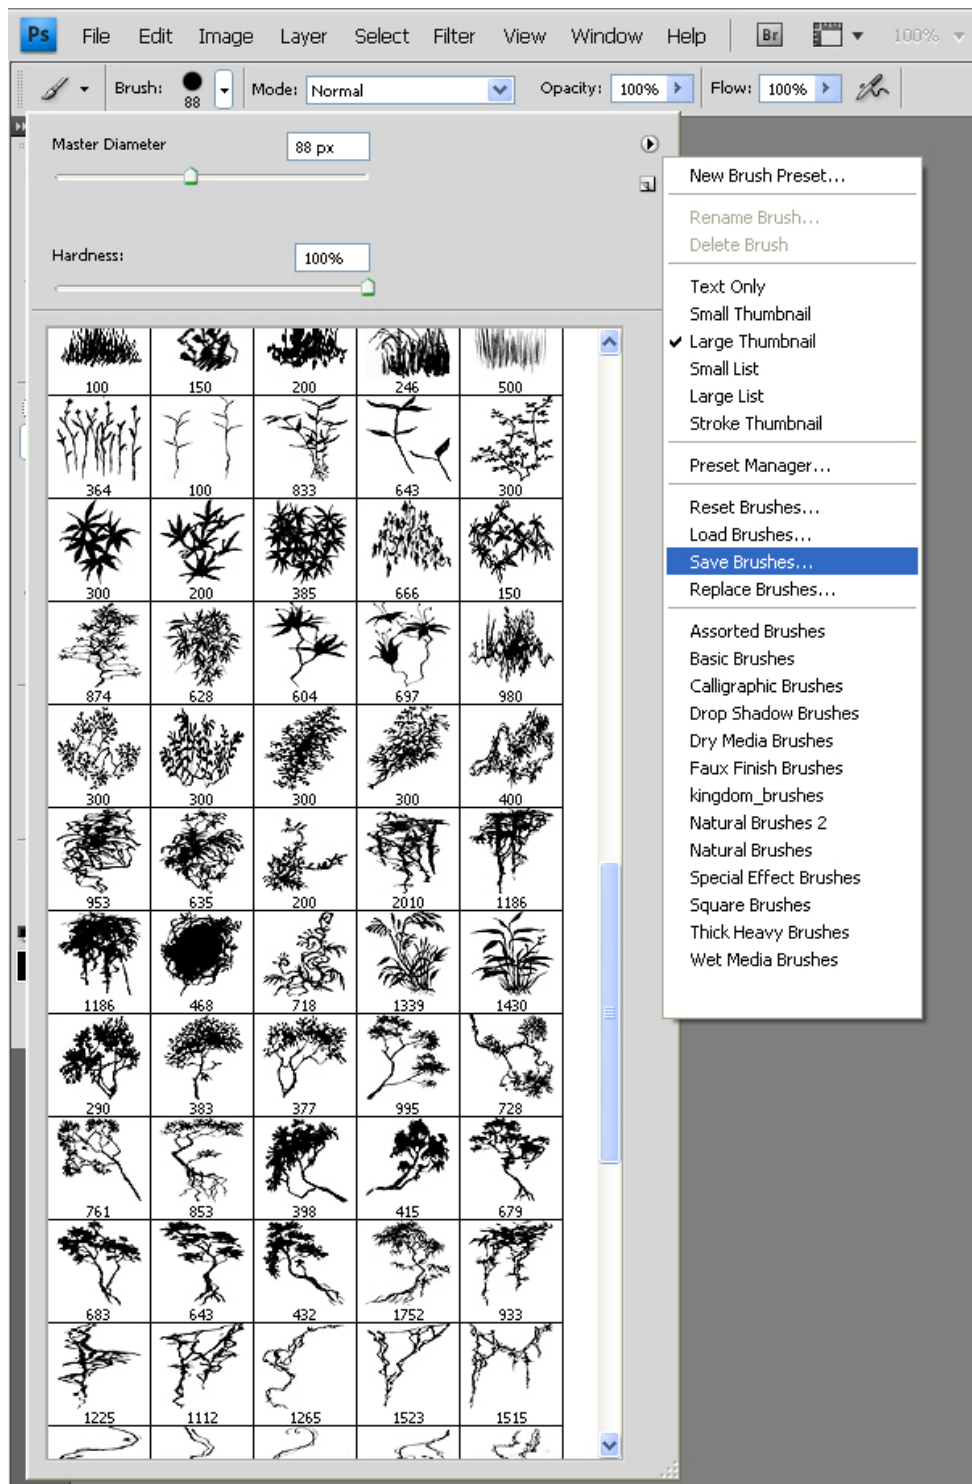 Ps File Edit Image Layer Select Filter View Window Help Br 100%
Brush: 88 Mode: Normal Opacity: 100% Flow: 100%
Master Diameter 88 px
Hardness: 100%
100 150 200 246 500
364 100 833 643 300
300 200 385 666 150
874 628 604 697 980
300 300 300 300 400
953 635 200 2010 1186
1186 468 718 1339 1430
290 383 377 995 728
761 853 398 415 679
683 643 432 1752 933
1225 1112 1265 1523 1515
New Brush Preset...
Rename Brush...
Delete Brush
Text Only
Small Thumbnail
Large Thumbnail
Small List
Large List
Stroke Thumbnail
Preset Manager...
Reset Brushes...
Load Brushes...
Save Brushes...
Replace Brushes...
Assorted Brushes
Basic Brushes
Calligraphic Brushes
Drop Shadow Brushes
Dry Media Brushes
Faux Finish Brushes
kingdom_brushes
Natural Brushes 2
Natural Brushes
Special Effect Brushes
Square Brushes
Thick Heavy Brushes
Wet Media Brushes